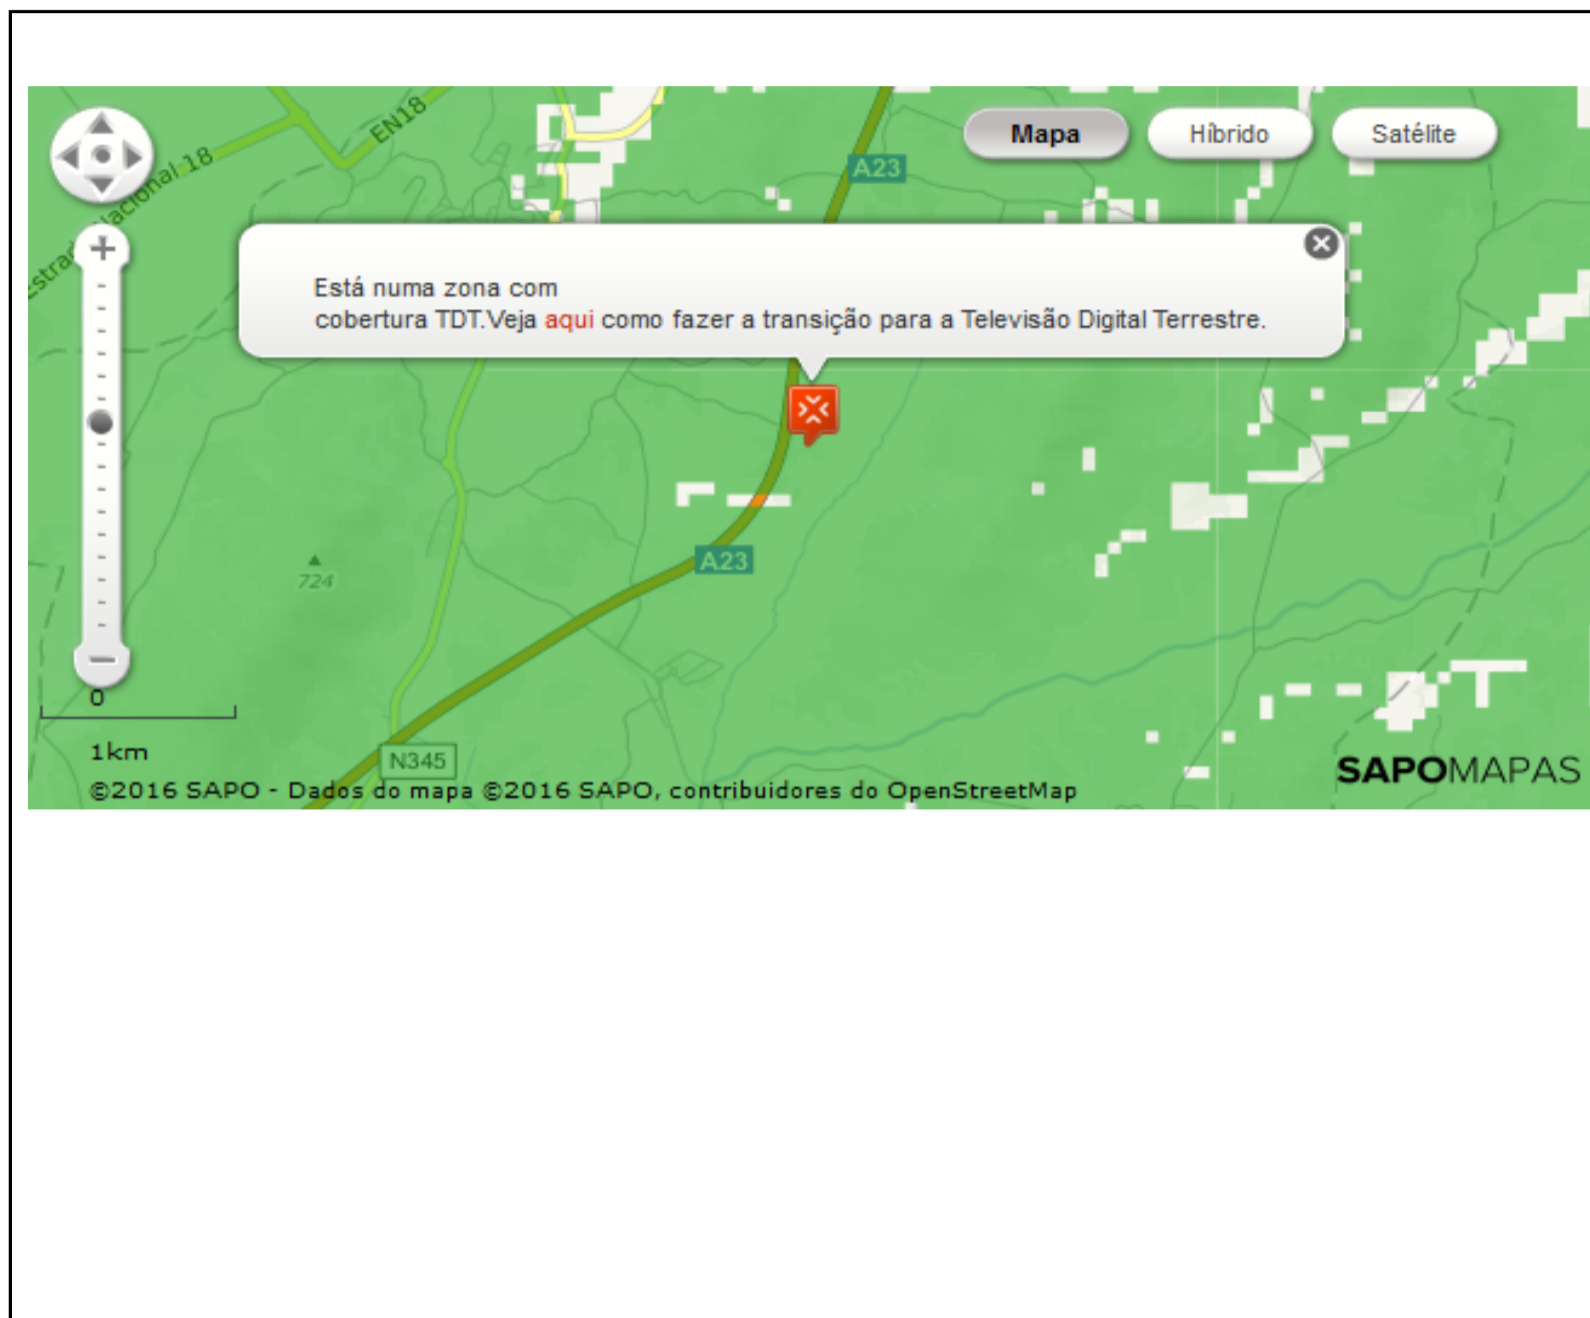 EN18
Estrada Nacional 18
A23
Mapa
Híbrido
Satélite
Está numa zona com
cobertura TDT.Veja aqui como fazer a transição para a Televisão Digital Terrestre.
A23
724
0
1km
N345
SAPOMAPAS
©2016 SAPO - Dados do mapa ©2016 SAPO, contribuidores do OpenStreetMap